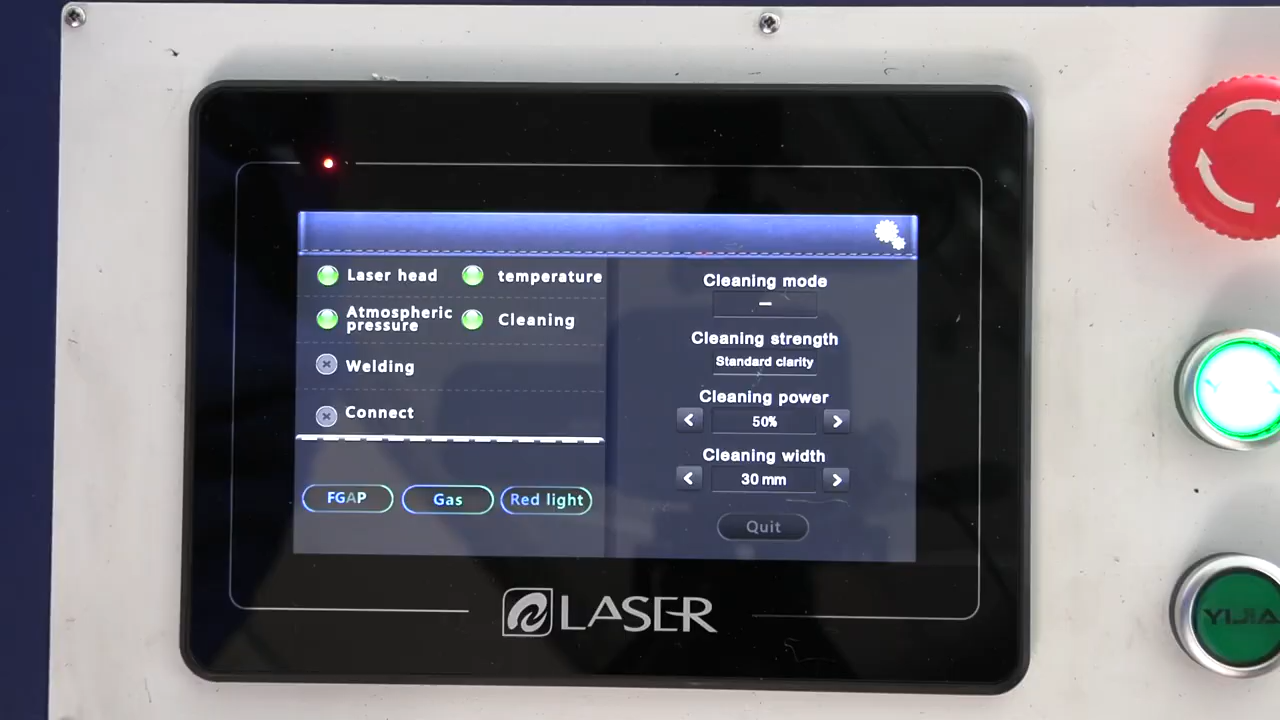 Laser head
temperature
Atmospheric
pressure
Cleaning
Welding
Connect
FGAP
Gas
Red light
Cleaning mode
—
Cleaning strength
Standard clarity
Cleaning power
50%
Cleaning width
30 mm
Quit
LASER
YIJIA